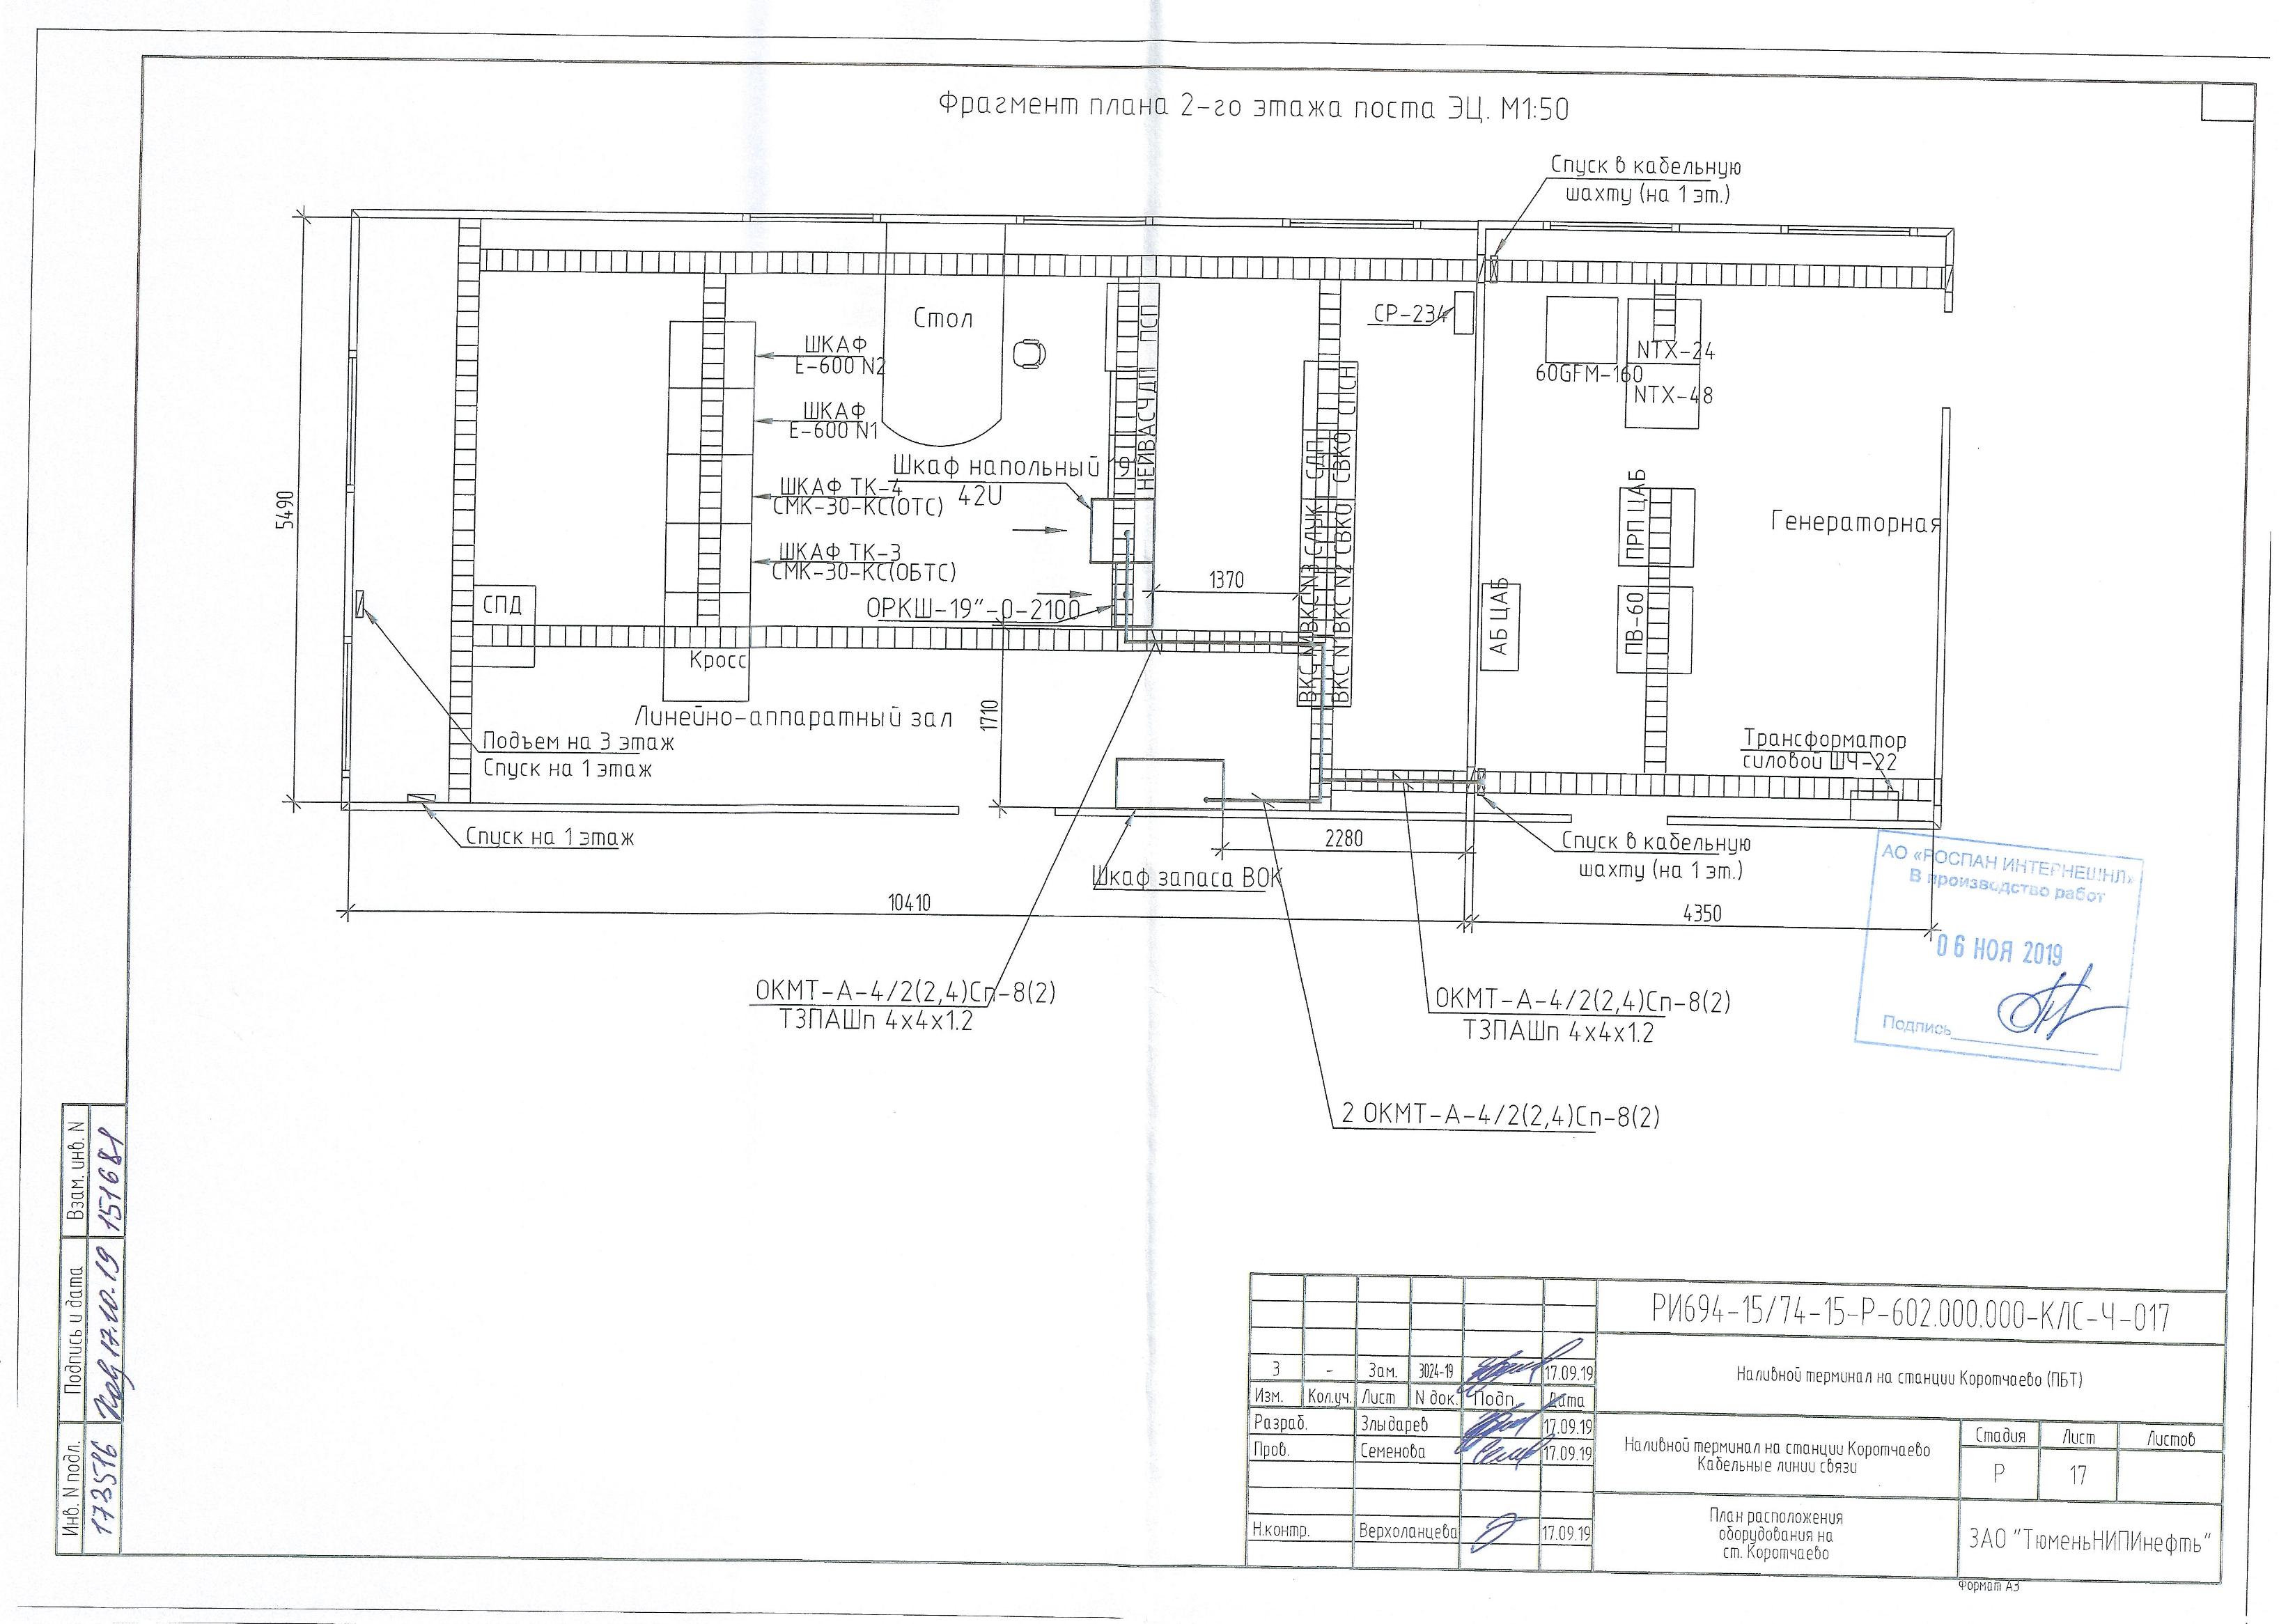 Фрагмент плана 2-го этажа поста ЭЦ. М1:50
Спуск в кабельную
шахту (на 1 эт.)
Стол
ШКАФ
Е-600 N2
ШКАФ
Е-600 N1
ШКАФ ТК-4
СМК-30-КС(ОТС)
ШКАФ ТК-3
СМК-30-КС(ОБТС)
Шкаф напольный 19
42U
ОРКШ-19"-0-2100
ПСП
СР-234
NTX-24
60GFM-160
NTX-48
СПСН
СВКО
СДП
СВКО
ВКС N3
ВКС N2
ВКС N1
1370
5490
1710
СПД
Кросс
Линейно-аппаратный зал
Генераторная
ПРП ЦАБ
ПВ-60
АБ ЦАБ
Подъем на 3 этаж
Спуск на 1 этаж
Трансформатор
силовой ШЧ-22
Спуск на 1 этаж
2280
Спуск в кабельную
шахту (на 1 эт.)
Шкаф запаса ВОК
10410
4350
АО «РОСПАН ИНТЕРНЕШНЛ»
В производство работ
06 НОЯ 2019
Подпись
ОКМТ-А-4/2(2,4)Сп-8(2)
ТЗПАШп 4х4х1.2
ОКМТ-А-4/2(2,4)Сп-8(2)
ТЗПАШп 4х4х1.2
2 ОКМТ-А-4/2(2,4)Сп-8(2)
Взам. инв. N
151681
Подпись и дата
17.10.19
Инв. N подл.
173516
РИ694-15/74-15-Р-602.000.000-КЛС-Ч-017
3 - Зам. 3024-19 17.09.19
Наливной терминал на станции Коротчаево (ПБТ)
Изм. Кол.уч. Лист N док. Подп. Дата
Разраб. Злыдарев 17.09.19
Пров. Семенова 17.09.19
Наливной терминал на станции Коротчаево
Кабельные линии связи
Стадия Лист Листов
Р 17
Н.контр. Верхоланцева 17.09.19
План расположения
оборудования на
ст. Коротчаево
ЗАО "ТюменьНИПИнефть"
Формат А3